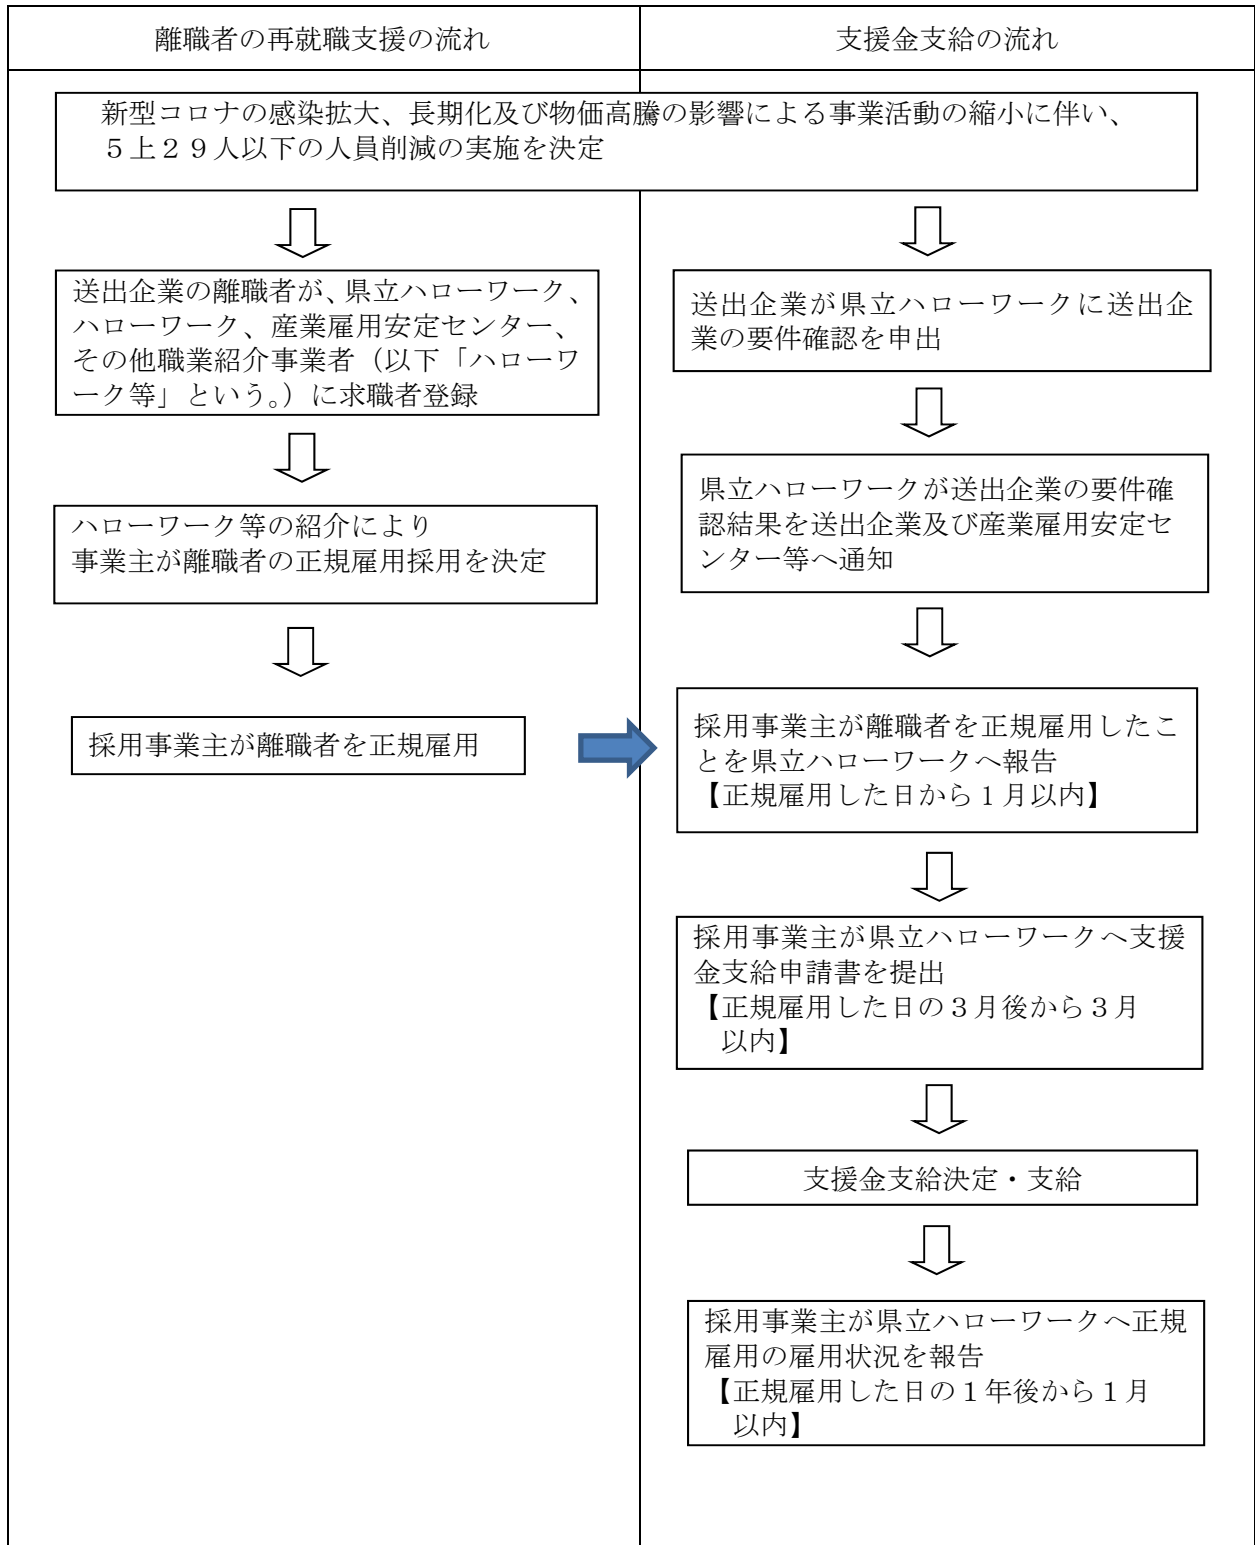 離職者の再就職支援の流れ
支援金支給の流れ
新型コロナの感染拡大、長期化及び物価高騰の影響による事業活動の縮小に伴い、
５上２９人以下の人員削減の実施を決定
送出企業の離職者が、県立ハローワーク、
ハローワーク、産業雇用安定センター、
その他職業紹介事業者（以下「ハローワ
ーク等」という。）に求職者登録
ハローワーク等の紹介により
事業主が離職者の正規雇用採用を決定
採用事業主が離職者を正規雇用
送出企業が県立ハローワークに送出企
業の要件確認を申出
県立ハローワークが送出企業の要件確
認結果を送出企業及び産業雇用安定セ
ンター等へ通知
採用事業主が離職者を正規雇用したこ
とを県立ハローワークへ報告
【正規雇用した日から１月以内】
採用事業主が県立ハローワークへ支援
金支給申請書を提出
【正規雇用した日の３月後から３月
以内】
支援金支給決定・支給
採用事業主が県立ハローワークへ正規
雇用の雇用状況を報告
【正規雇用した日の１年後から１月
以内】